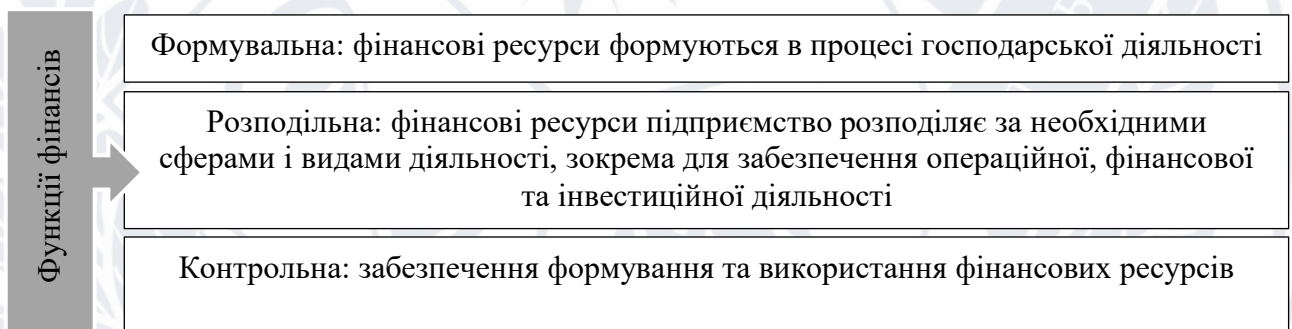 Функції фінансів
Формувальна: фінансові ресурси формуються в процесі господарської діяльності
Розподільна: фінансові ресурси підприємство розподіляє за необхідними
сферами і видами діяльності, зокрема для забезпечення операційної, фінансової
та інвестиційної діяльності
Контрольна: забезпечення формування та використання фінансових ресурсів